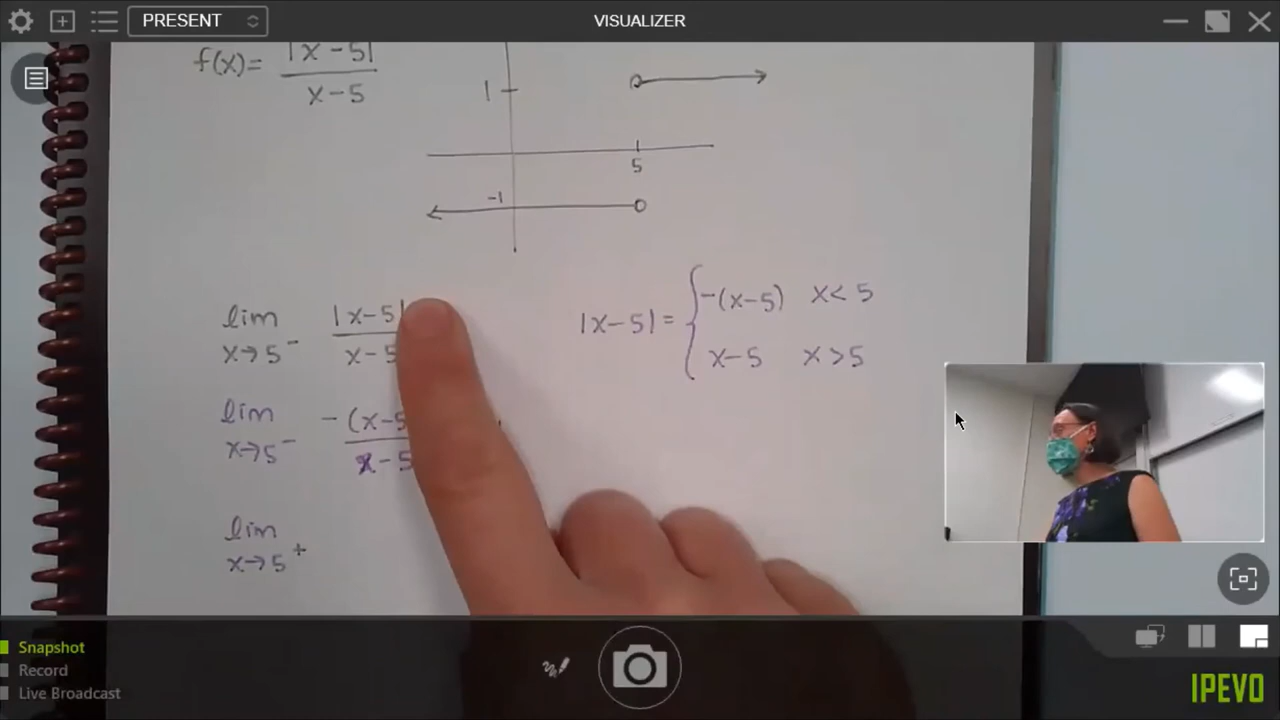 PRESENT
VISUALIZER
f(x)= |x-5|
x-5
1
5
-1
lim |x-5|
x→5⁻ x-5
|x-5|= { -(x-5) x<5
x-5 x>5
lim -(x-5
x→5⁻ x-5
lim
x→5⁺
Snapshot
Record
Live Broadcast
IPEVO